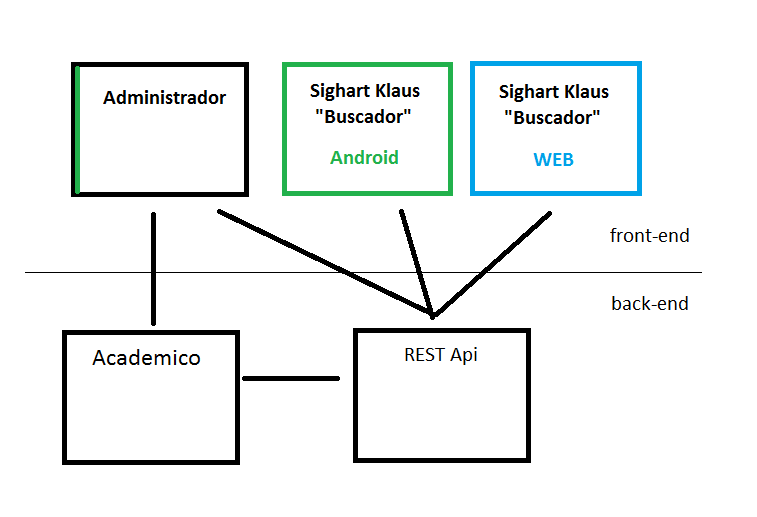 Administrador
Sighart Klaus
"Buscador"
Android
Sighart Klaus
"Buscador"
WEB
front-end
back-end
Academico
REST Api